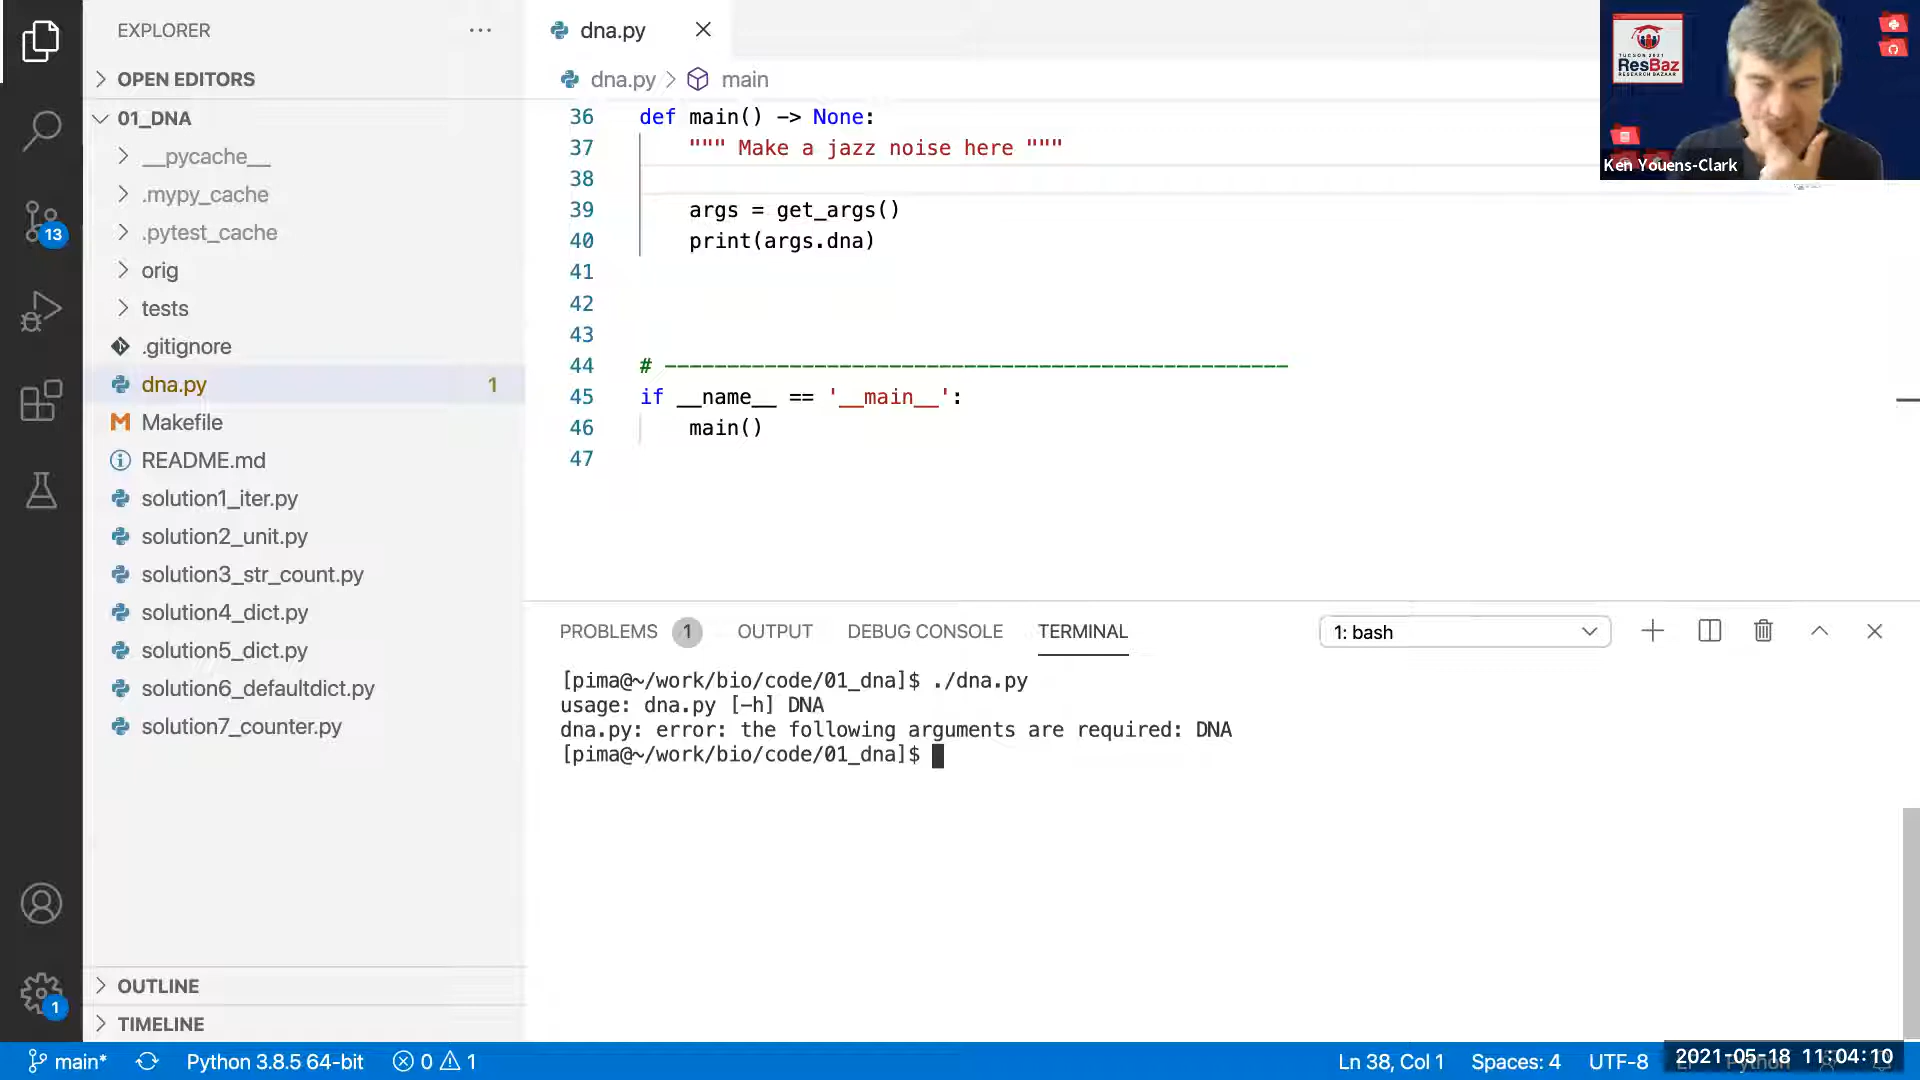 EXPLORER
OPEN EDITORS
01_DNA
__pycache__
.mypy_cache
.pytest_cache
orig
tests
.gitignore
dna.py 1
Makefile
README.md
solution1_iter.py
solution2_unit.py
solution3_str_count.py
solution4_dict.py
solution5_dict.py
solution6_defaultdict.py
solution7_counter.py
OUTLINE
TIMELINE
13
1
dna.py
dna.py > main
36 def main() -> None:
37 """ Make a jazz noise here """
38
39 args = get_args()
40 print(args.dna)
41
42
43
44 # --------------------------------------------------
45 if __name__ == '__main__':
46 main()
47
TUCSON 2021
ResBaz
RESEARCH BAZAAR
Ken Youens-Clark
PROBLEMS 1 OUTPUT DEBUG CONSOLE TERMINAL 1: bash
[pima@~/work/bio/code/01_dna]$ ./dna.py
usage: dna.py [-h] DNA
dna.py: error: the following arguments are required: DNA
[pima@~/work/bio/code/01_dna]$
main* Python 3.8.5 64-bit 0 1 Ln 38, Col 1 Spaces: 4 UTF-8 Python
2021-05-18 11:04:10